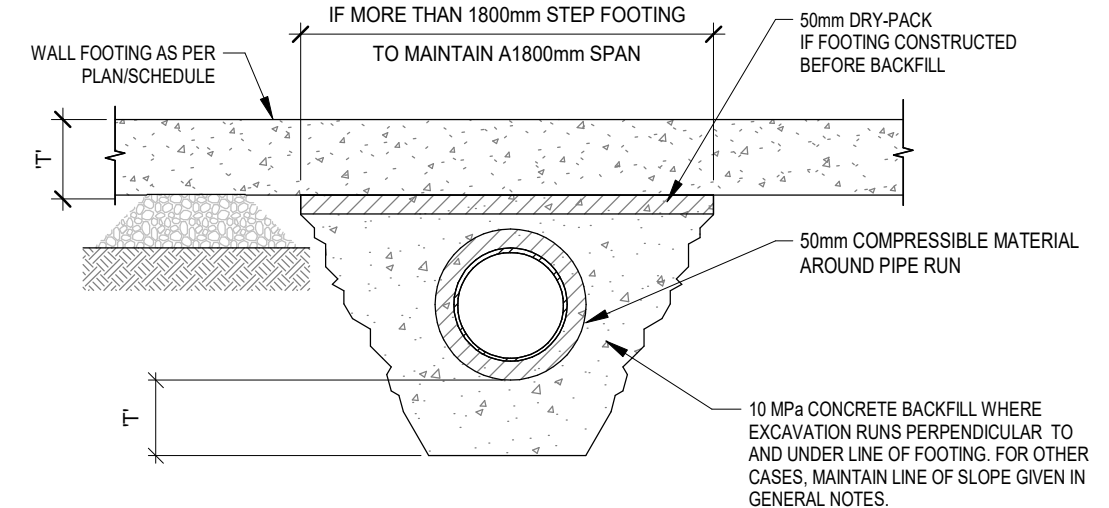 IF MORE THAN 1800mm STEP FOOTING
TO MAINTAIN A1800mm SPAN
50mm DRY-PACK
IF FOOTING CONSTRUCTED
BEFORE BACKFILL
WALL FOOTING AS PER
PLAN/SCHEDULE
'T'
50mm COMPRESSIBLE MATERIAL
AROUND PIPE RUN
'T'
10 MPa CONCRETE BACKFILL WHERE
EXCAVATION RUNS PERPENDICULAR TO
AND UNDER LINE OF FOOTING. FOR OTHER
CASES, MAINTAIN LINE OF SLOPE GIVEN IN
GENERAL NOTES.